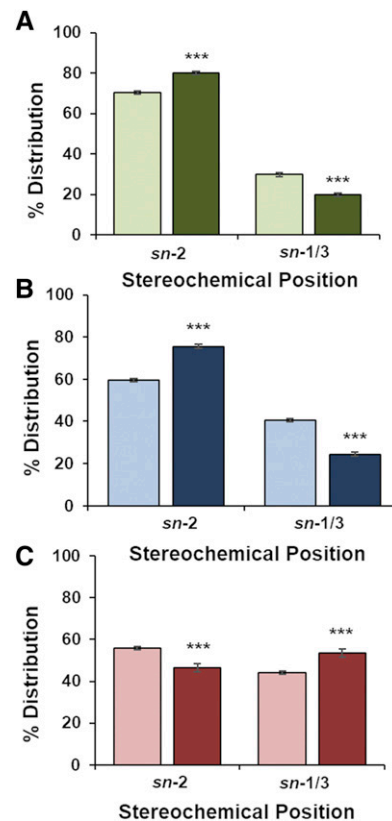 A
100
80
60
40
20
0
% Distribution
***
***
sn-2
sn-1/3
Stereochemical Position
B
100
80
60
40
20
0
% Distribution
***
***
sn-2
sn-1/3
Stereochemical Position
C
100
80
60
40
20
0
% Distribution
***
***
sn-2
sn-1/3
Stereochemical Position